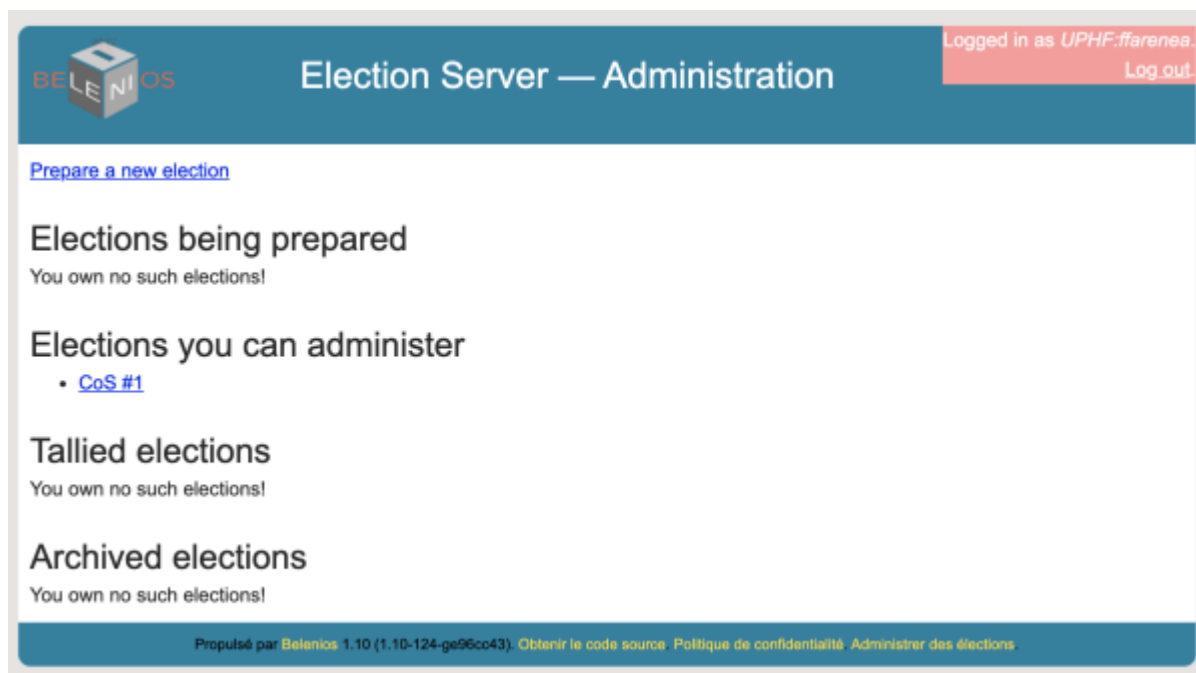 BELENIOS
Election Server — Administration
Logged in as UPHF:ffarenea.
Log out.
Prepare a new election
Elections being prepared
You own no such elections!
Elections you can administer
• CoS #1
Tallied elections
You own no such elections!
Archived elections
You own no such elections!
Propulsé par Belenios 1.10 (1.10-124-ge96cc43). Obtenir le code source. Politique de confidentialité. Administrer des élections.